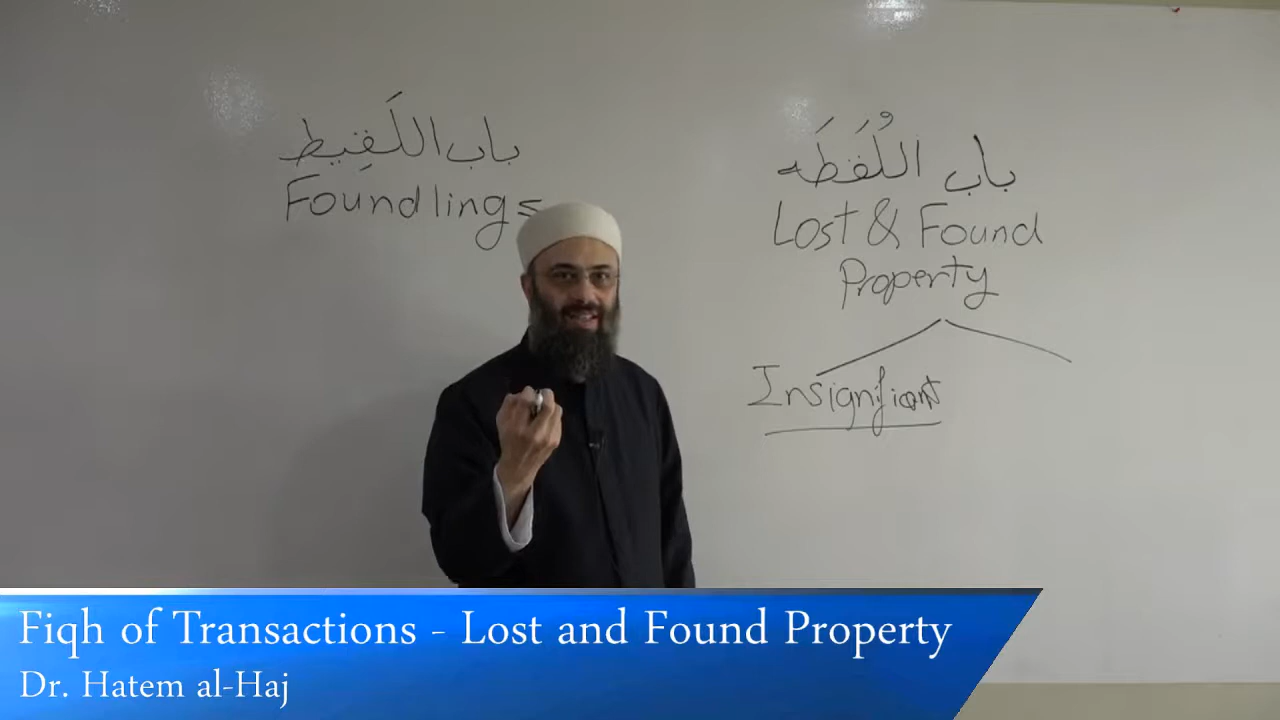 باب اللَقِيط
Foundlings
باب اللُقَطَه
Lost & Found
Property
Insignificant
Fiqh of Transactions - Lost and Found Property
Dr. Hatem al-Haj